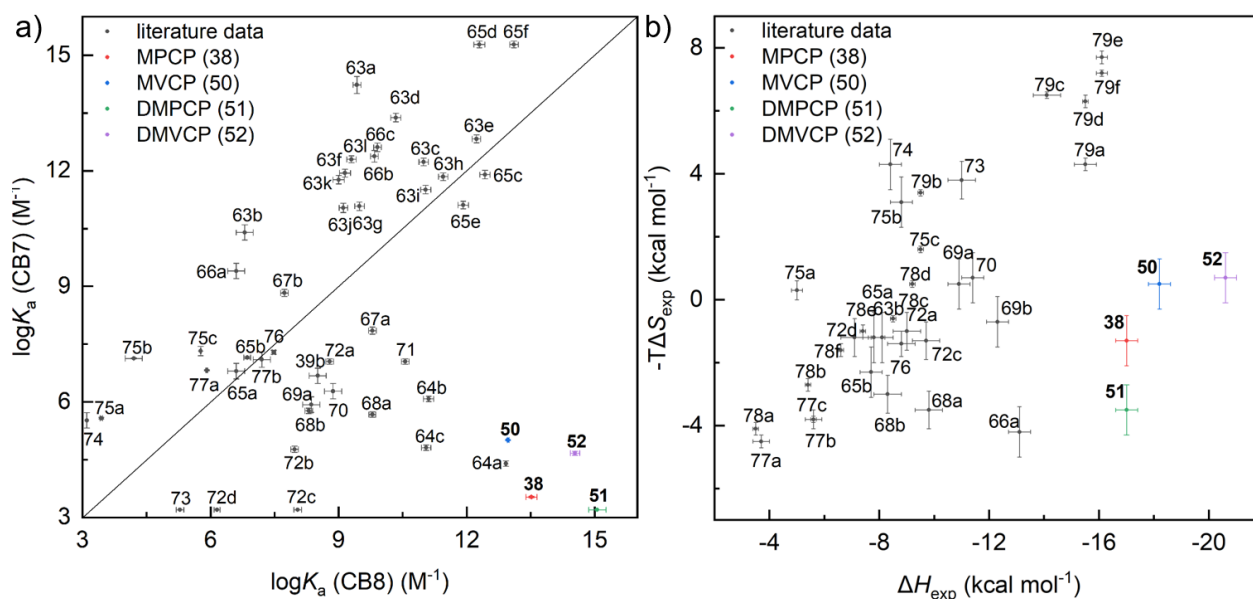 a)
literature data
MPCP (38)
MVCP (50)
DMPCP (51)
DMVCP (52)
65d 65f
63a
63d
66c
63l
63e
63f
63c
63h
63k
66b
65c
63i
63j
63g
65e
63b
66a
67b
67a
75c
75b
65b
76
72a
71
77a
77b
39b
65a
69a
70
64b
75a
68b
68a
74
50
64c
52
72b
64a
38
51
73
72d
72c
15
12
9
6
3
3 6 9 12 15
logKa (CB7) (M-1)
logKa (CB8) (M-1)
b)
literature data
MPCP (38)
MVCP (50)
DMPCP (51)
DMVCP (52)
79e
79c
79f
79d
74
73
79a
79b
75b
75c
69a
70
50
52
75a
78d
65a
78c
78e
63b
72a
69b
38
72d
78f
72c
76
78b
65b
51
77c
68a
68b
66a
78a
77b
77a
8
4
0
-4
-4 -8 -12 -16 -20
-TΔSexp (kcal mol-1)
ΔHexp (kcal mol-1)